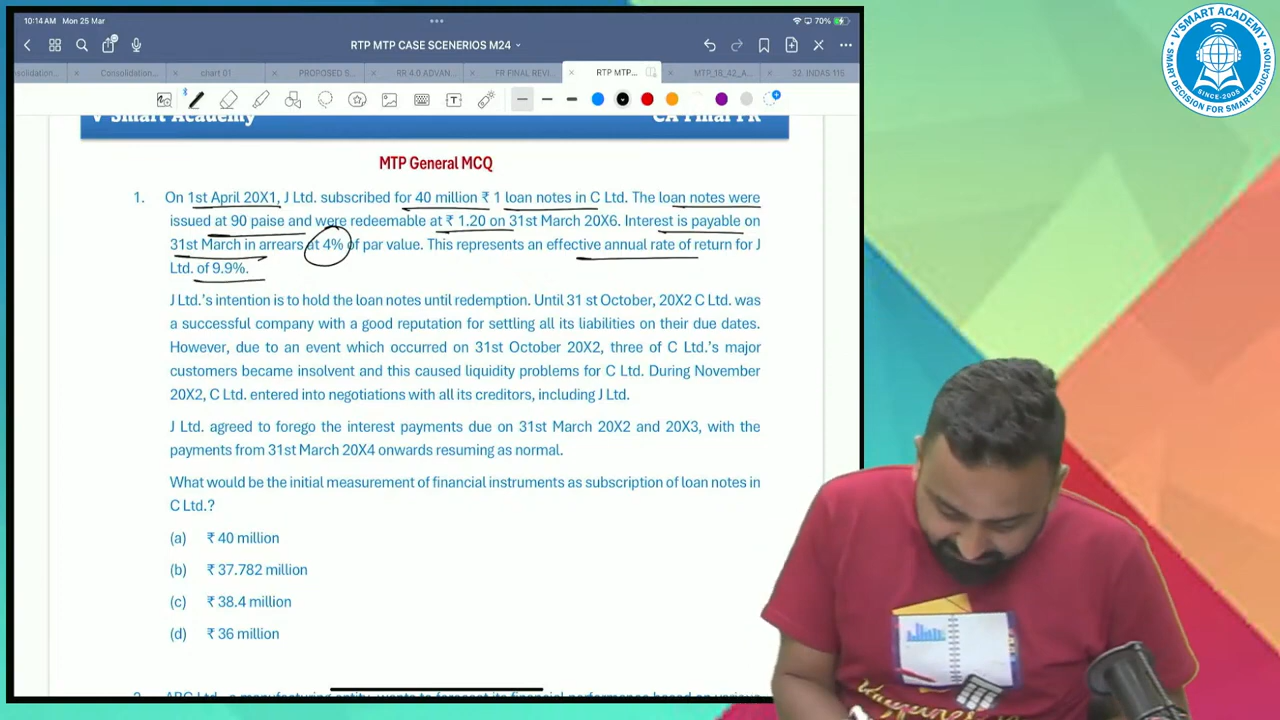 10:14 AM Mon 25 Mar
70%
RTP MTP CASE SCENERIOS M24
Consolidation...
chart 01
PROPOSED S...
RR 4.0 ADVAN...
FR FINAL REVI...
RTP MTP...
MTP_18_42_A...
32. INDAS 115
V'SMART ACADEMY
SMART DECISION FOR SMART EDUCATION
SINCE-2005
V Smart Academy
CA Final FR
MTP General MCQ
1. On 1st April 20X1, J Ltd. subscribed for 40 million ₹ 1 loan notes in C Ltd. The loan notes were
issued at 90 paise and were redeemable at ₹ 1.20 on 31st March 20X6. Interest is payable on
31st March in arrears at 4% of par value. This represents an effective annual rate of return for J
Ltd. of 9.9%.
J Ltd.'s intention is to hold the loan notes until redemption. Until 31 st October, 20X2 C Ltd. was
a successful company with a good reputation for settling all its liabilities on their due dates.
However, due to an event which occurred on 31st October 20X2, three of C Ltd.'s major
customers became insolvent and this caused liquidity problems for C Ltd. During November
20X2, C Ltd. entered into negotiations with all its creditors, including J Ltd.
J Ltd. agreed to forego the interest payments due on 31st March 20X2 and 20X3, with the
payments from 31st March 20X4 onwards resuming as normal.
What would be the initial measurement of financial instruments as subscription of loan notes in
C Ltd.?
(a) ₹ 40 million
(b) ₹ 37.782 million
(c) ₹ 38.4 million
(d) ₹ 36 million